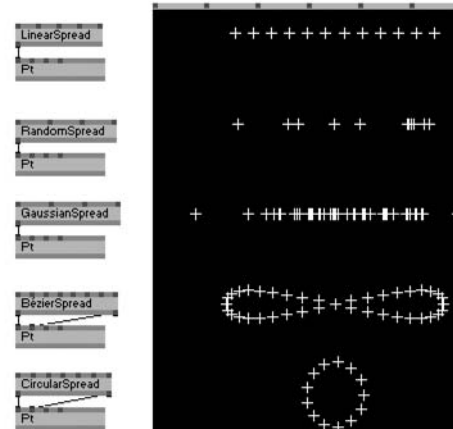 LinearSpread
Pt
RandomSpread
Pt
GaussianSpread
Pt
BézierSpread
Pt
CircularSpread
Pt